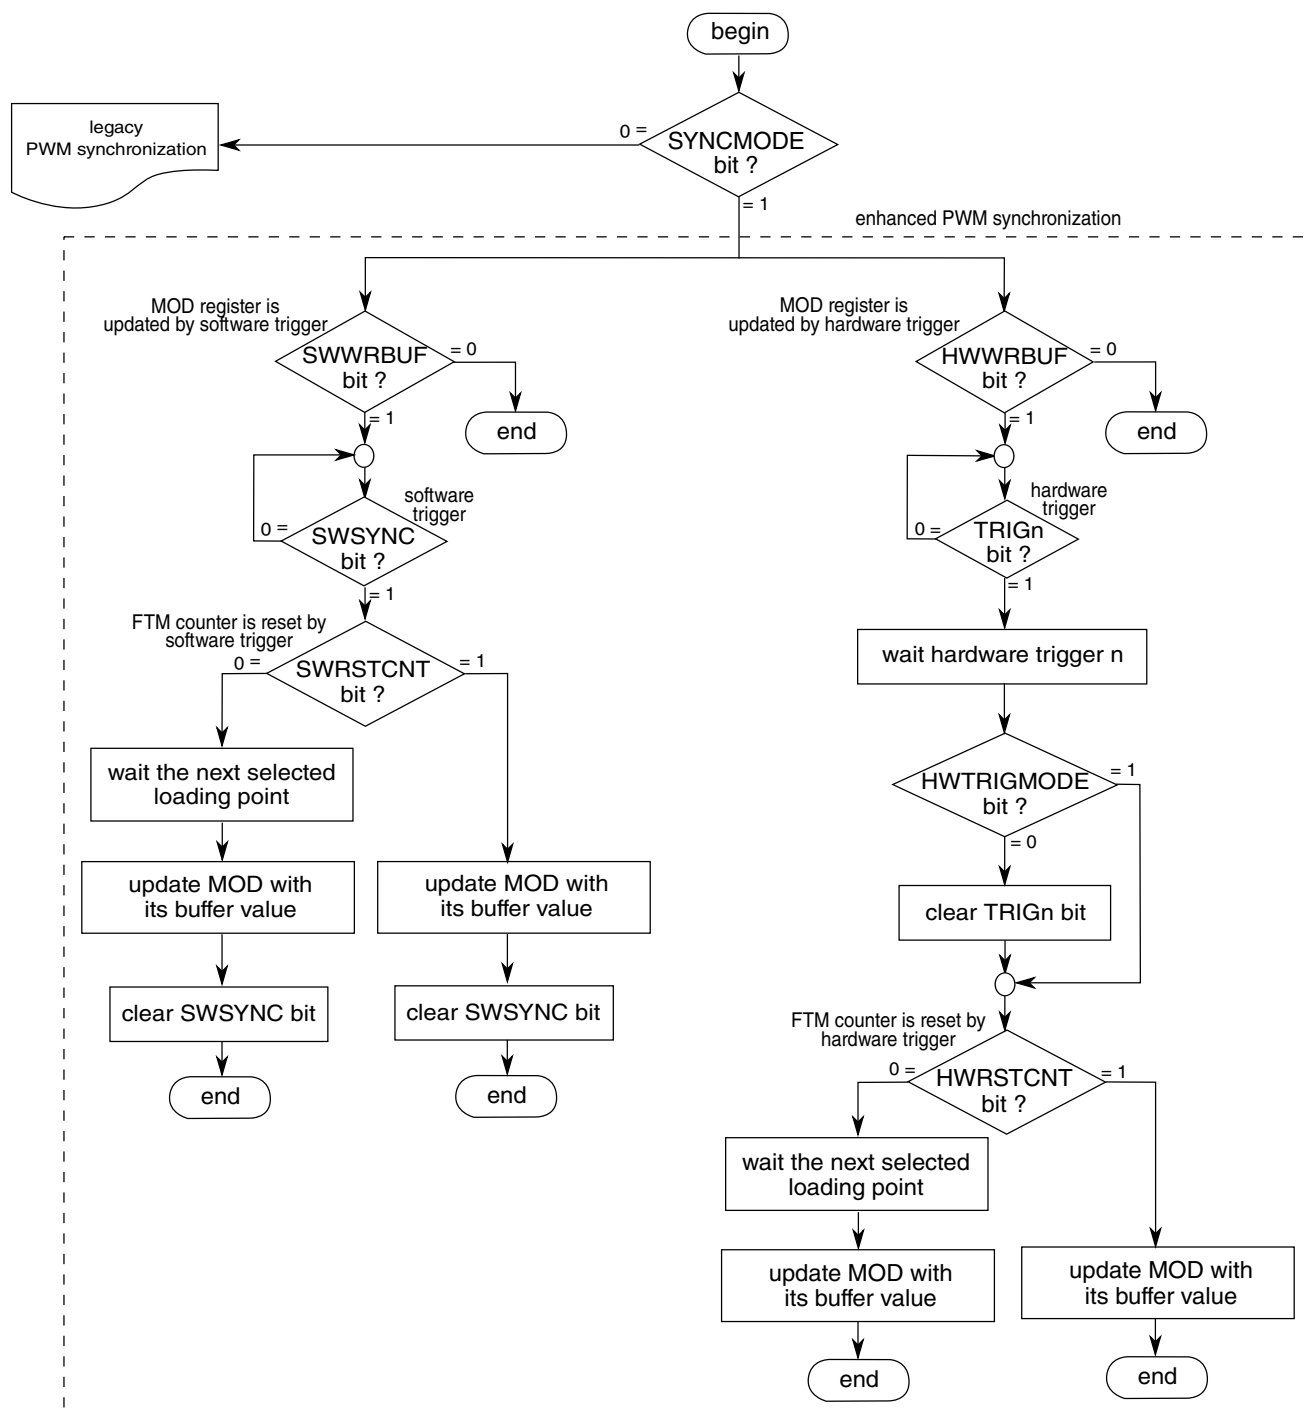 begin
legacy
PWM synchronization
0 =
SYNCMODE
bit ?
= 1
enhanced PWM synchronization
MOD register is
updated by software trigger
SWWRBUF
bit ?
= 0
= 1
end
software
trigger
0 =
SWSYNC
bit ?
= 1
FTM counter is reset by
software trigger
0 =
SWRSTCNT
bit ?
= 1
wait the next selected
loading point
update MOD with
its buffer value
update MOD with
its buffer value
clear SWSYNC bit
clear SWSYNC bit
end
end
MOD register is
updated by hardware trigger
HWWRBUF
bit ?
= 0
= 1
end
hardware
trigger
0 =
TRIGn
bit ?
= 1
wait hardware trigger n
HWTRIGMODE
bit ?
= 1
= 0
clear TRIGn bit
FTM counter is reset by
hardware trigger
0 =
HWRSTCNT
bit ?
= 1
wait the next selected
loading point
update MOD with
its buffer value
update MOD with
its buffer value
end
end